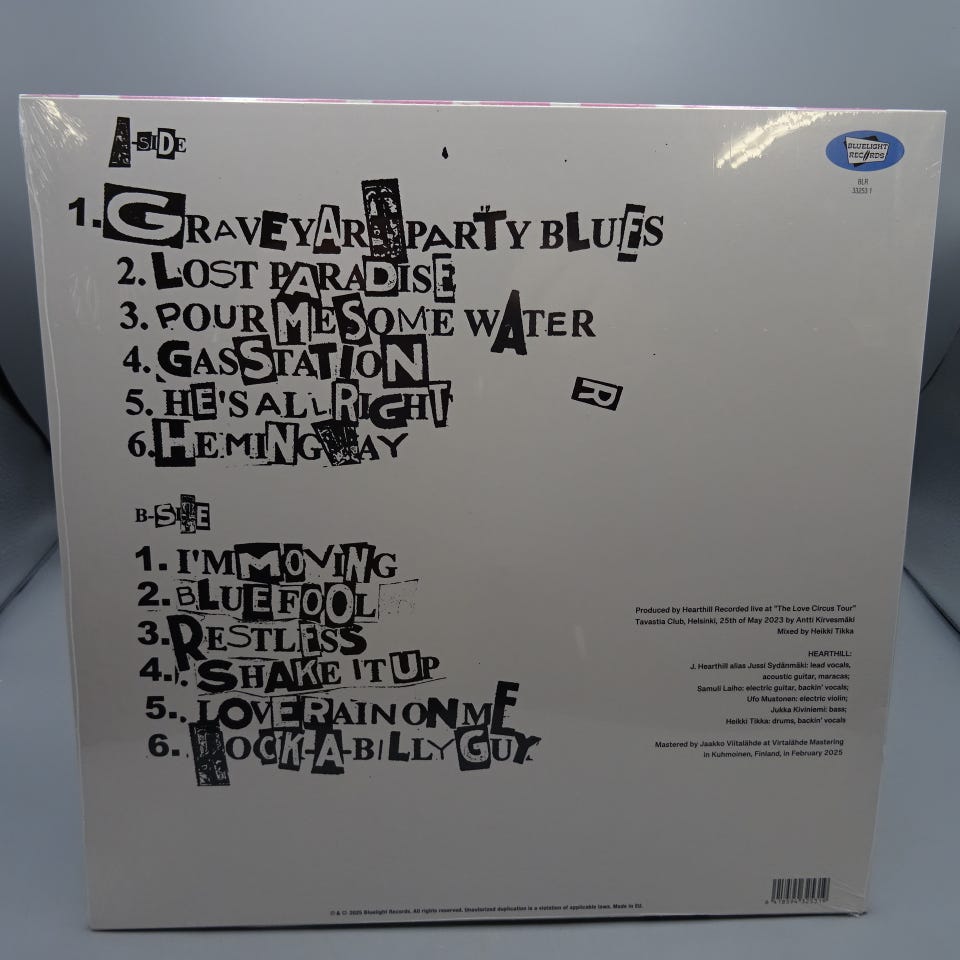 A-SIDE
BLUELIGHT
RECORDS
BLR
33253 1
1. GRAVEYARD PARTY BLUES
2. LOST PARADISE
3. POUR ME SOME WATER
4. GAS STATION
R
5. HE'S ALL RIGHT
6. HEMINGWAY
B-SIDE
1. I'M MOVING
2. BLUE FOOL
3. RESTLESS
4. SHAKE IT UP
5. LOVE RAIN ON ME
6. ROCK-A-BILLY GUY
Produced by Hearthill Recorded live at "The Love Circus Tour"
Tavastia Club, Helsinki, 25th of May 2023 by Antti Kirvesmäki
Mixed by Heikki Tikka
HEARTHILL:
J. Hearthill alias Jussi Sydänmäki: lead vocals,
acoustic guitar, maracas;
Samuli Laiho: electric guitar, backin' vocals;
Ufo Mustonen: electric violin;
Jukka Kiviniemi: bass;
Heikki Tikka: drums, backin' vocals
Mastered by Jaakko Viitalähde at Virtalähde Mastering
in Kuhmoinen, Finland, in February 2025
℗ & © 2025 Bluelight Records. All rights reserved. Unautorized duplication is a violation of applicable laws. Made in EU.